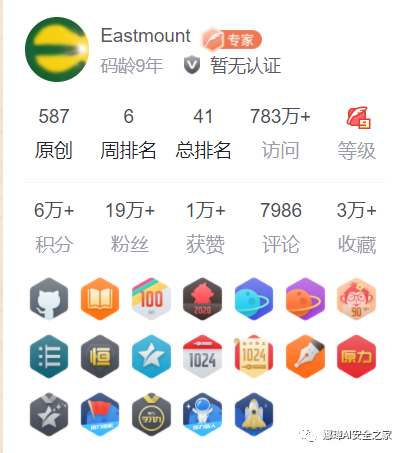 Eastmount 专家
码龄9年 暂无认证
587 6 41 783万+
原创 周排名 总排名 访问 等级
6万+ 19万+ 1万+ 7986 3万+
积分 粉丝 获赞 评论 收藏
100
2020
90
恒
1024
1024
原力
娜璋AI安全之家